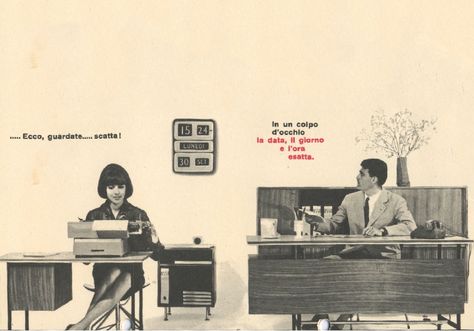 ..... Ecco, guardate..... scatta!
15 24
LUNEDI
30 SET
in un colpo
d'occhio
la data, il giorno
e l'ora
esatta.